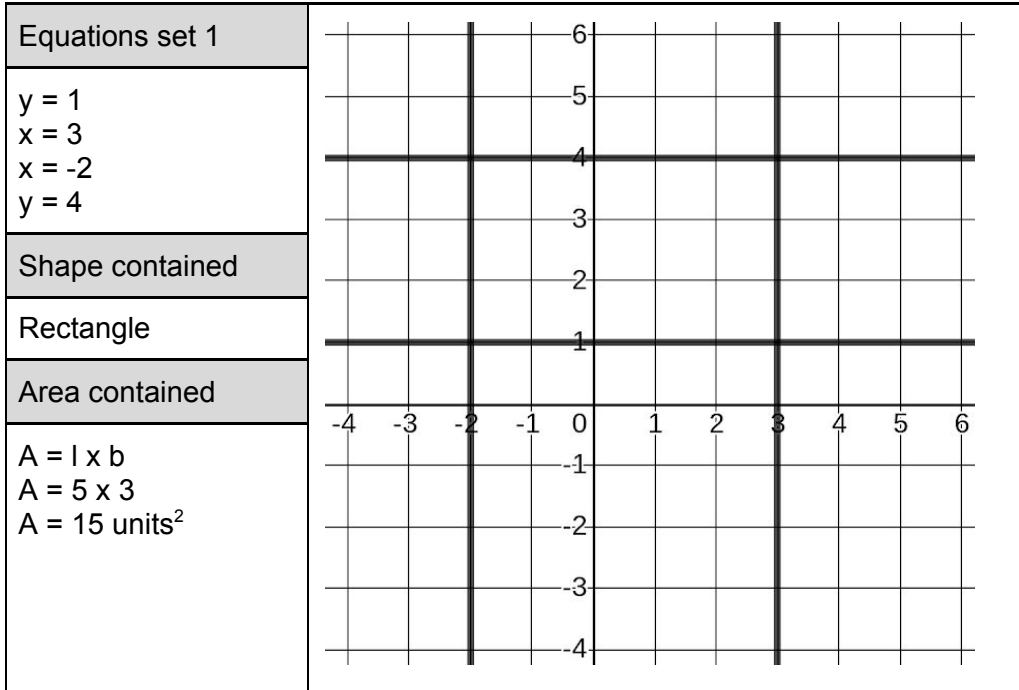 Equations set 1
y = 1
x = 3
x = -2
y = 4
Shape contained
Rectangle
Area contained
A = l x b
A = 5 x 3
A = 15 units²
6
5
4
3
2
1
-4 -3 -2 -1 0 1 2 3 4 5 6
-1
-2
-3
-4